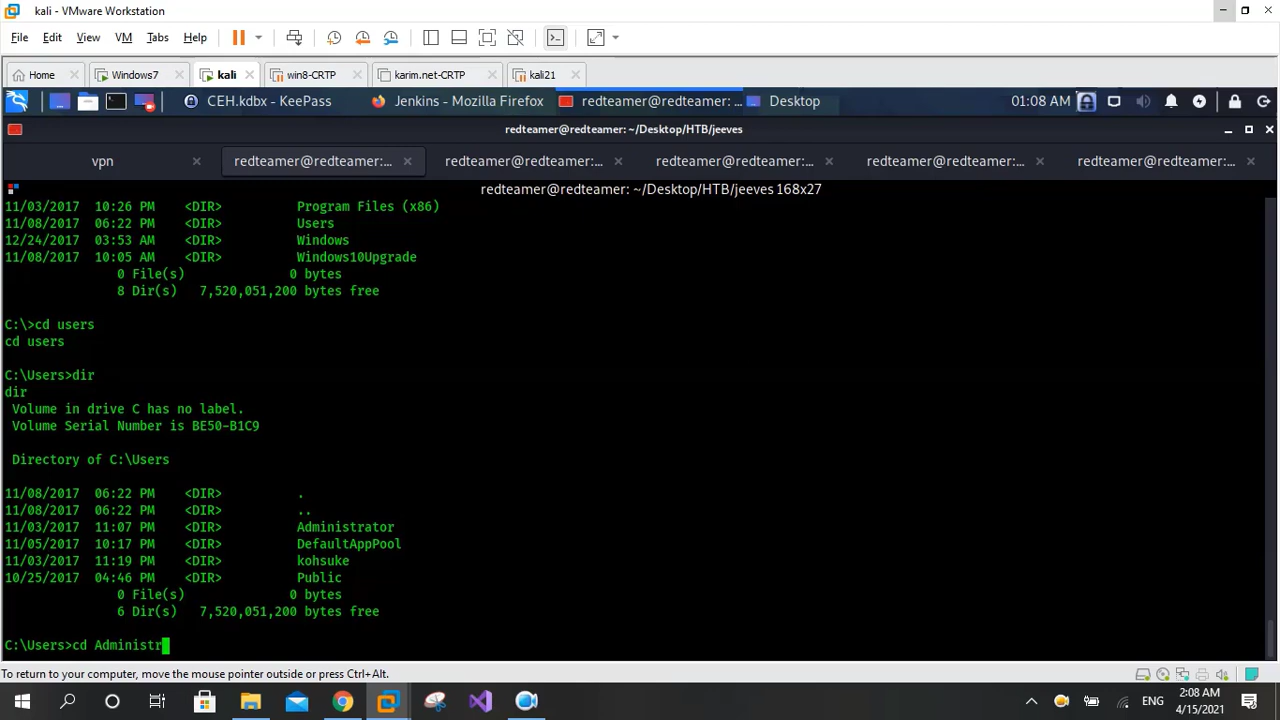 kali - VMware Workstation
File Edit View VM Tabs Help
Home Windows7 kali win8-CRTP karim.net-CRTP kali21
CEH.kdbx - KeePass Jenkins - Mozilla Firefox redteamer@redteamer: ... Desktop 01:08 AM
redteamer@redteamer: ~/Desktop/HTB/jeeves
vpn redteamer@redteamer:... redteamer@redteamer:... redteamer@redteamer:... redteamer@redteamer:... redteamer@redteamer:...
redteamer@redteamer: ~/Desktop/HTB/jeeves 168x27
11/03/2017  10:26 PM    <DIR>          Program Files (x86)
11/08/2017  06:22 PM    <DIR>          Users
12/24/2017  03:53 AM    <DIR>          Windows
11/08/2017  10:05 AM    <DIR>          Windows10Upgrade
0 File(s)              0 bytes
8 Dir(s)   7,520,051,200 bytes free
C:\>cd users
cd users
C:\Users>dir
dir
Volume in drive C has no label.
Volume Serial Number is BE50-B1C9
Directory of C:\Users
11/08/2017  06:22 PM    <DIR>          .
11/08/2017  06:22 PM    <DIR>          ..
11/03/2017  11:07 PM    <DIR>          Administrator
11/05/2017  10:17 PM    <DIR>          DefaultAppPool
11/03/2017  11:19 PM    <DIR>          kohsuke
10/25/2017  04:46 PM    <DIR>          Public
0 File(s)              0 bytes
6 Dir(s)   7,520,051,200 bytes free
C:\Users>cd Administr
To return to your computer, move the mouse pointer outside or press Ctrl+Alt.
ENG 2:08 AM
4/15/2021